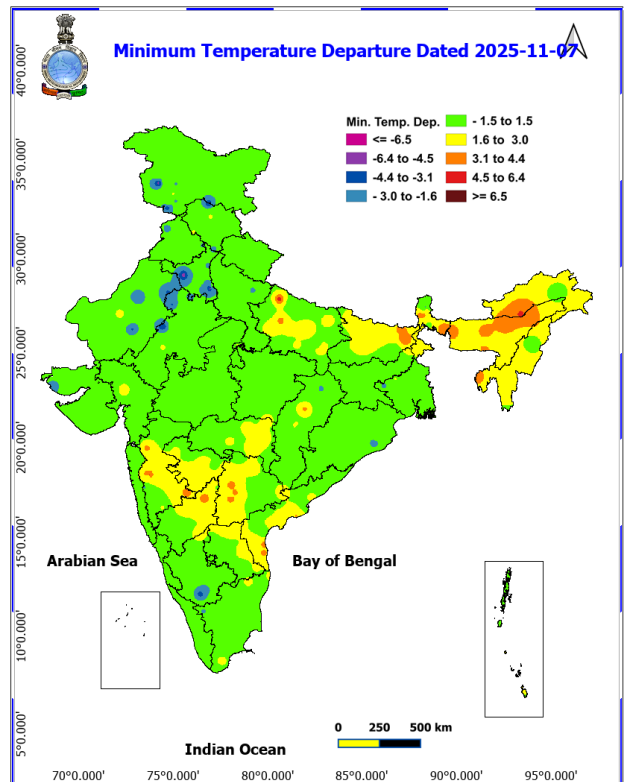 Minimum Temperature Departure Dated 2025-11-07
Min. Temp. Dep.
<= -6.5
-6.4 to -4.5
-4.4 to -3.1
- 3.0 to -1.6
- 1.5 to 1.5
1.6 to 3.0
3.1 to 4.4
4.5 to 6.4
>= 6.5
40°0.000'
35°0.000'
30°0.000'
25°0.000'
20°0.000'
15°0.000'
10°0.000'
5°0.000'
Arabian Sea
Bay of Bengal
0 250 500 km
Indian Ocean
70°0.000' 75°0.000' 80°0.000' 85°0.000' 90°0.000' 95°0.000'